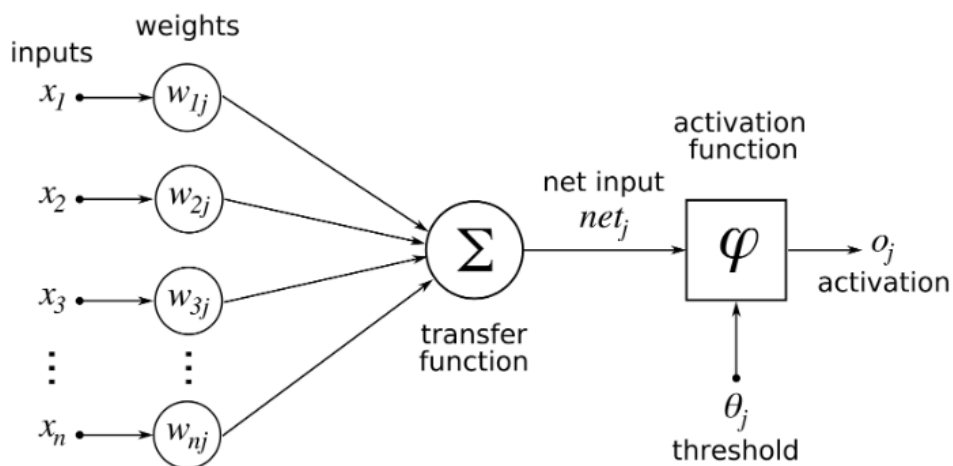 weights
inputs
x₁
w₁ⱼ
activation
function
x₂
w₂ⱼ
net input
netⱼ
Σ
φ
oⱼ
activation
x₃
w₃ⱼ
transfer
function
⋮
⋮
θⱼ
threshold
xₙ
wₙⱼ